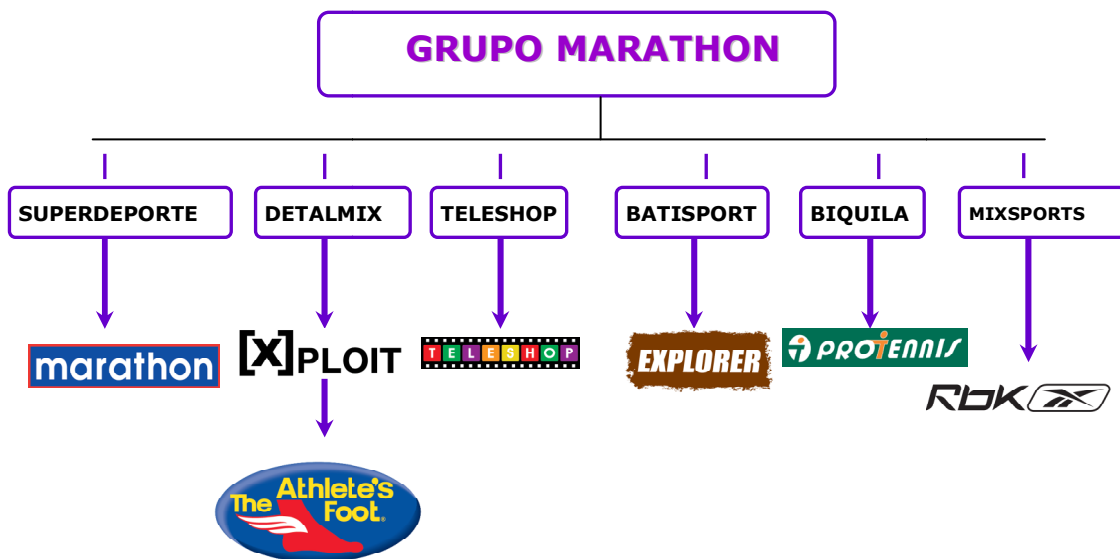 GRUPO MARATHON
SUPERDEPORTE
DETALMIX
TELESHOP
BATISPORT
BIQUILA
MIXSPORTS
marathon
[X]PLOIT
TELESHOP
EXPLORER
PROTENNIS
RbK
The Athlete's
Foot®